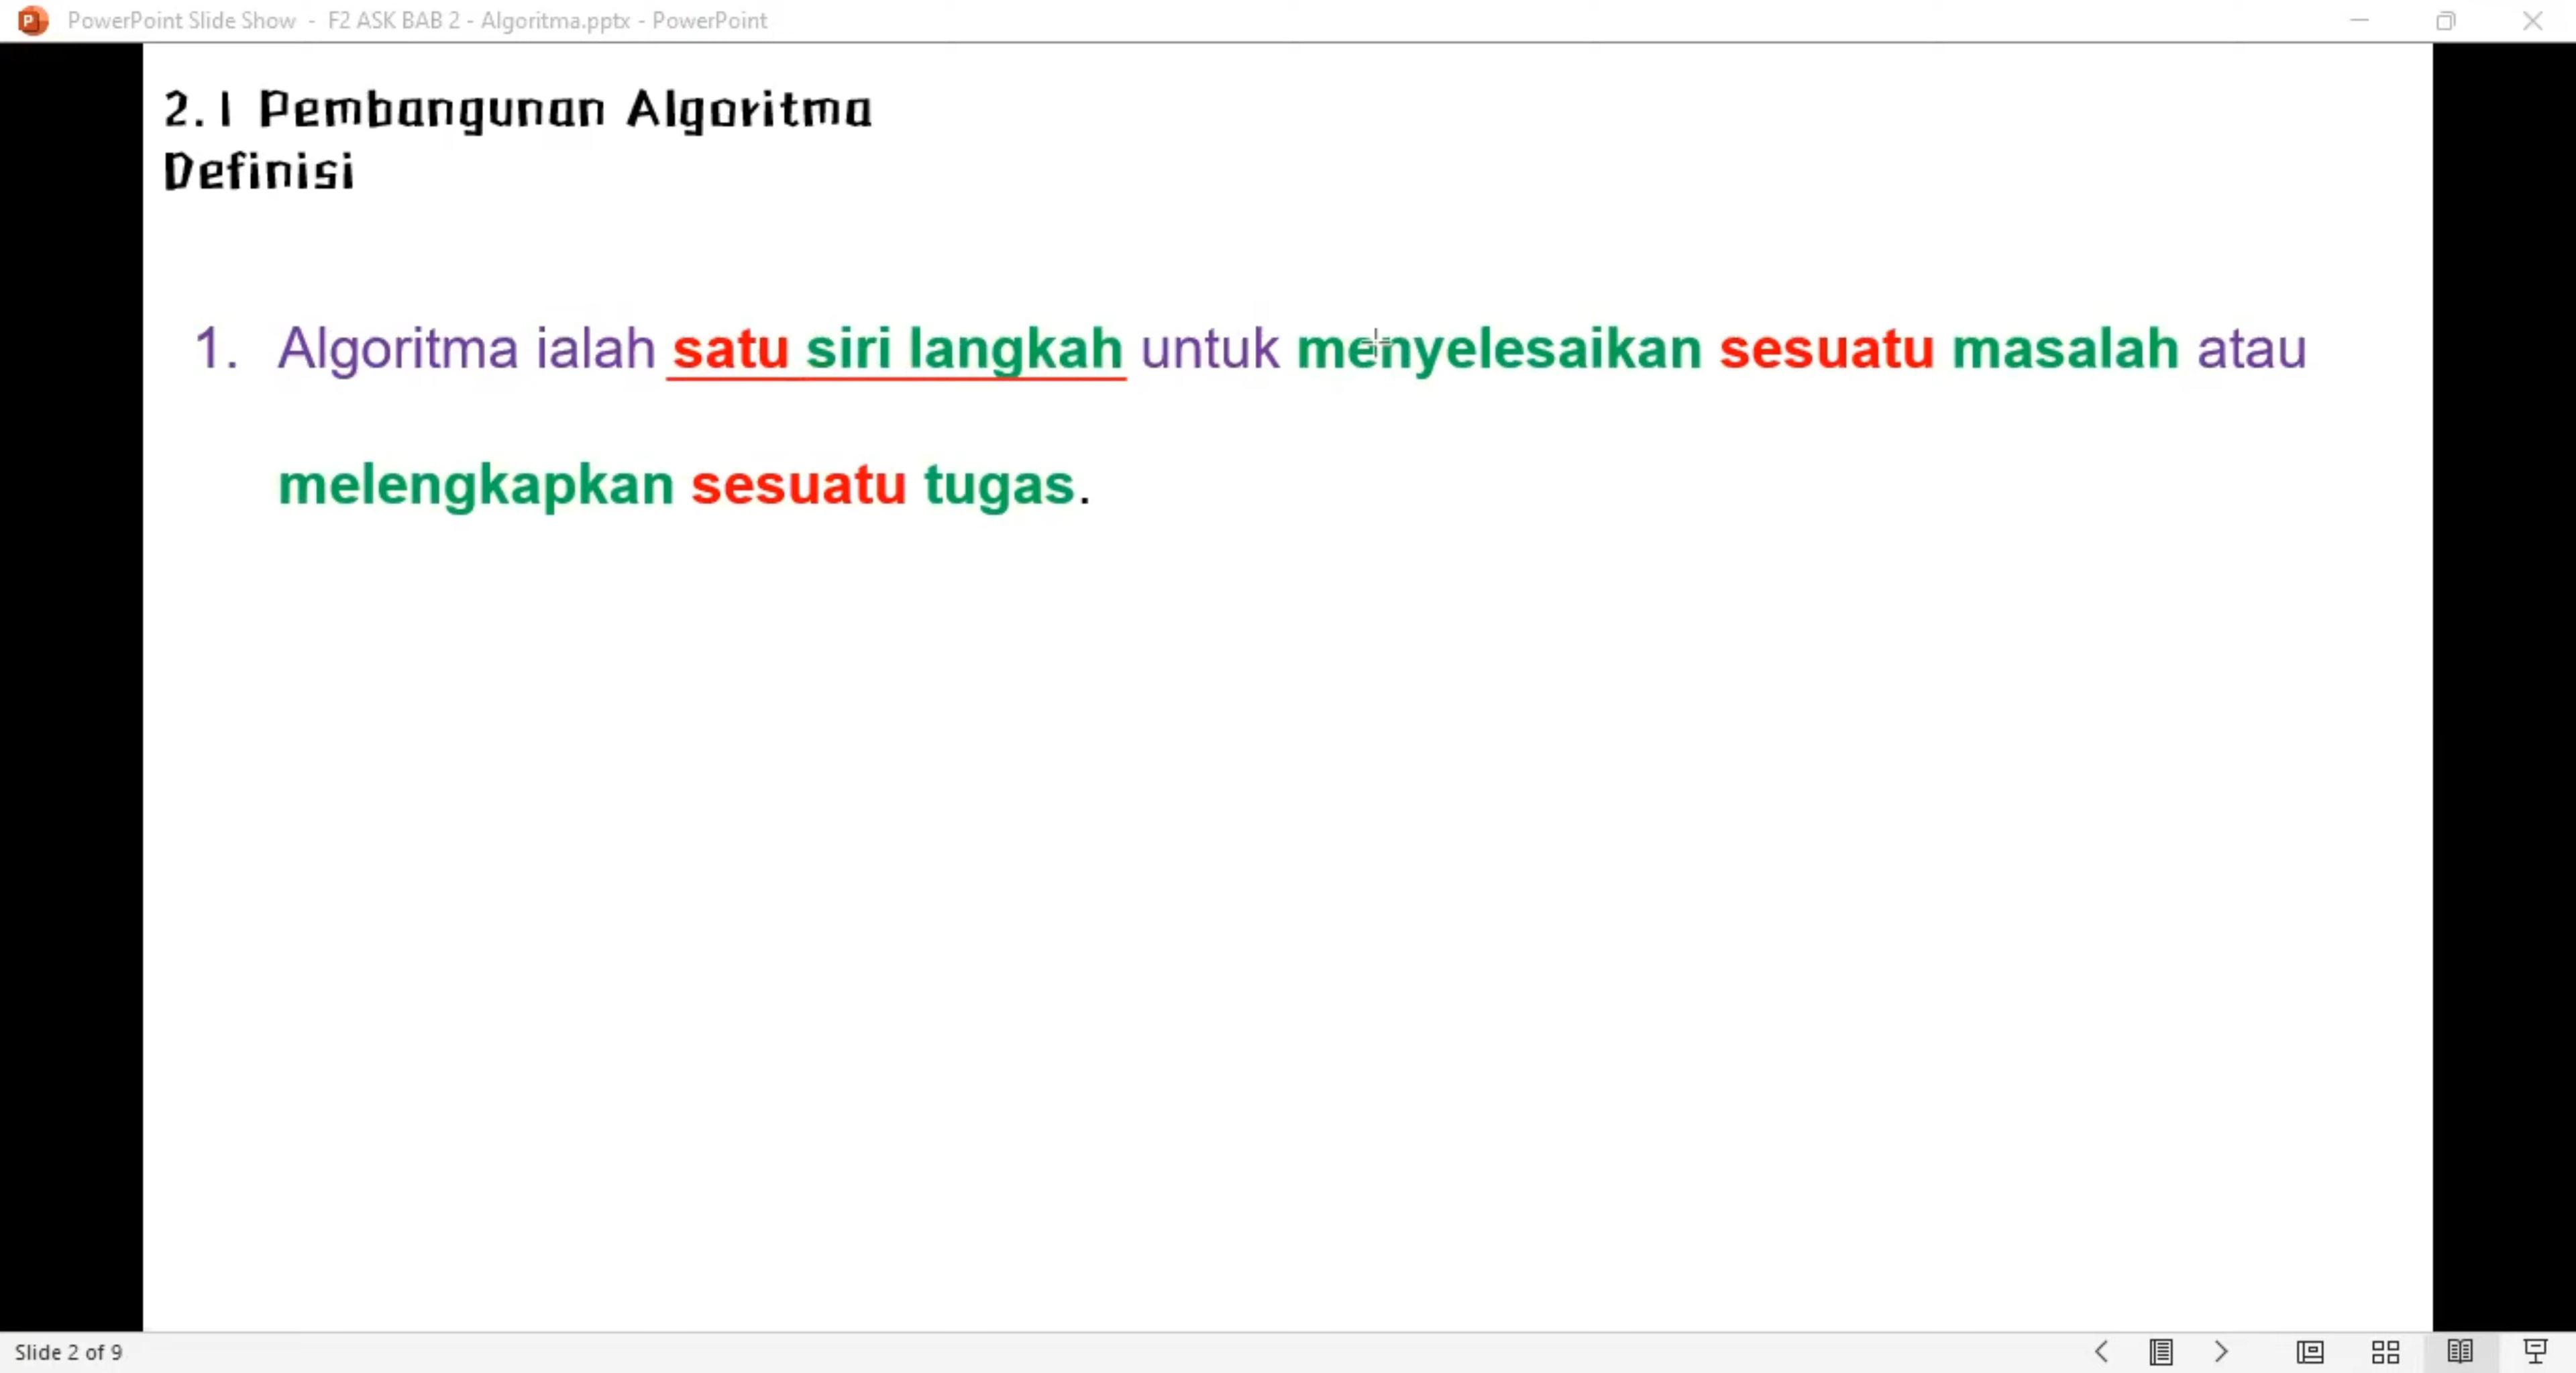 PowerPoint Slide Show - F2 ASK BAB 2 - Algoritma.pptx - PowerPoint
2.1 Pembangunan Algoritma
Definisi
1. Algoritma ialah satu siri langkah untuk menyelesaikan sesuatu masalah atau
melengkapkan sesuatu tugas.
Slide 2 of 9